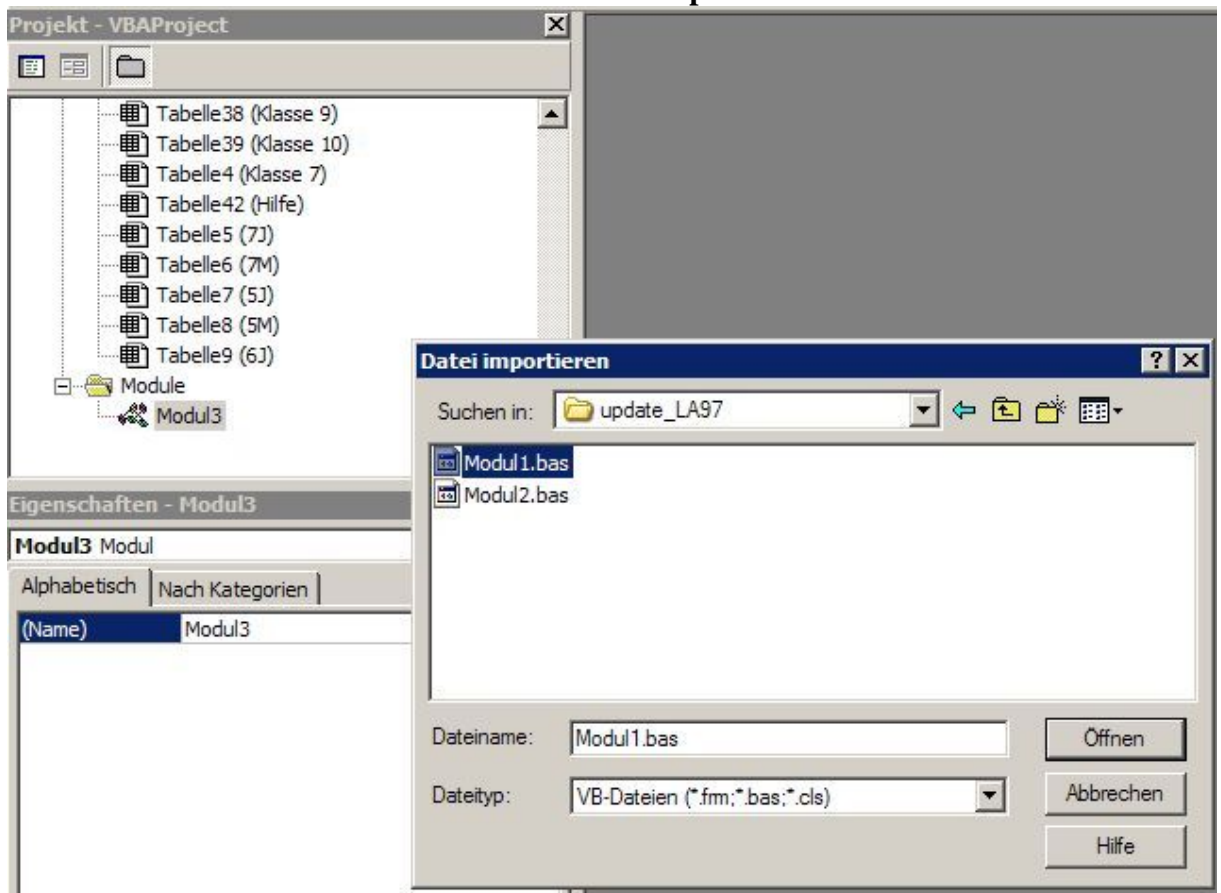 Projekt - VBAProject
Tabelle38 (Klasse 9)
Tabelle39 (Klasse 10)
Tabelle4 (Klasse 7)
Tabelle42 (Hilfe)
Tabelle5 (7J)
Tabelle6 (7M)
Tabelle7 (5J)
Tabelle8 (5M)
Tabelle9 (6J)
Module
Modul3
Eigenschaften - Modul3
Modul3 Modul
Alphabetisch Nach Kategorien
(Name) Modul3
Datei importieren
Suchen in: update_LA97
Modul1.bas
Modul2.bas
Dateiname: Modul1.bas Öffnen
Dateityp: VB-Dateien (*.frm;*.bas;*.cls) Abbrechen
Hilfe